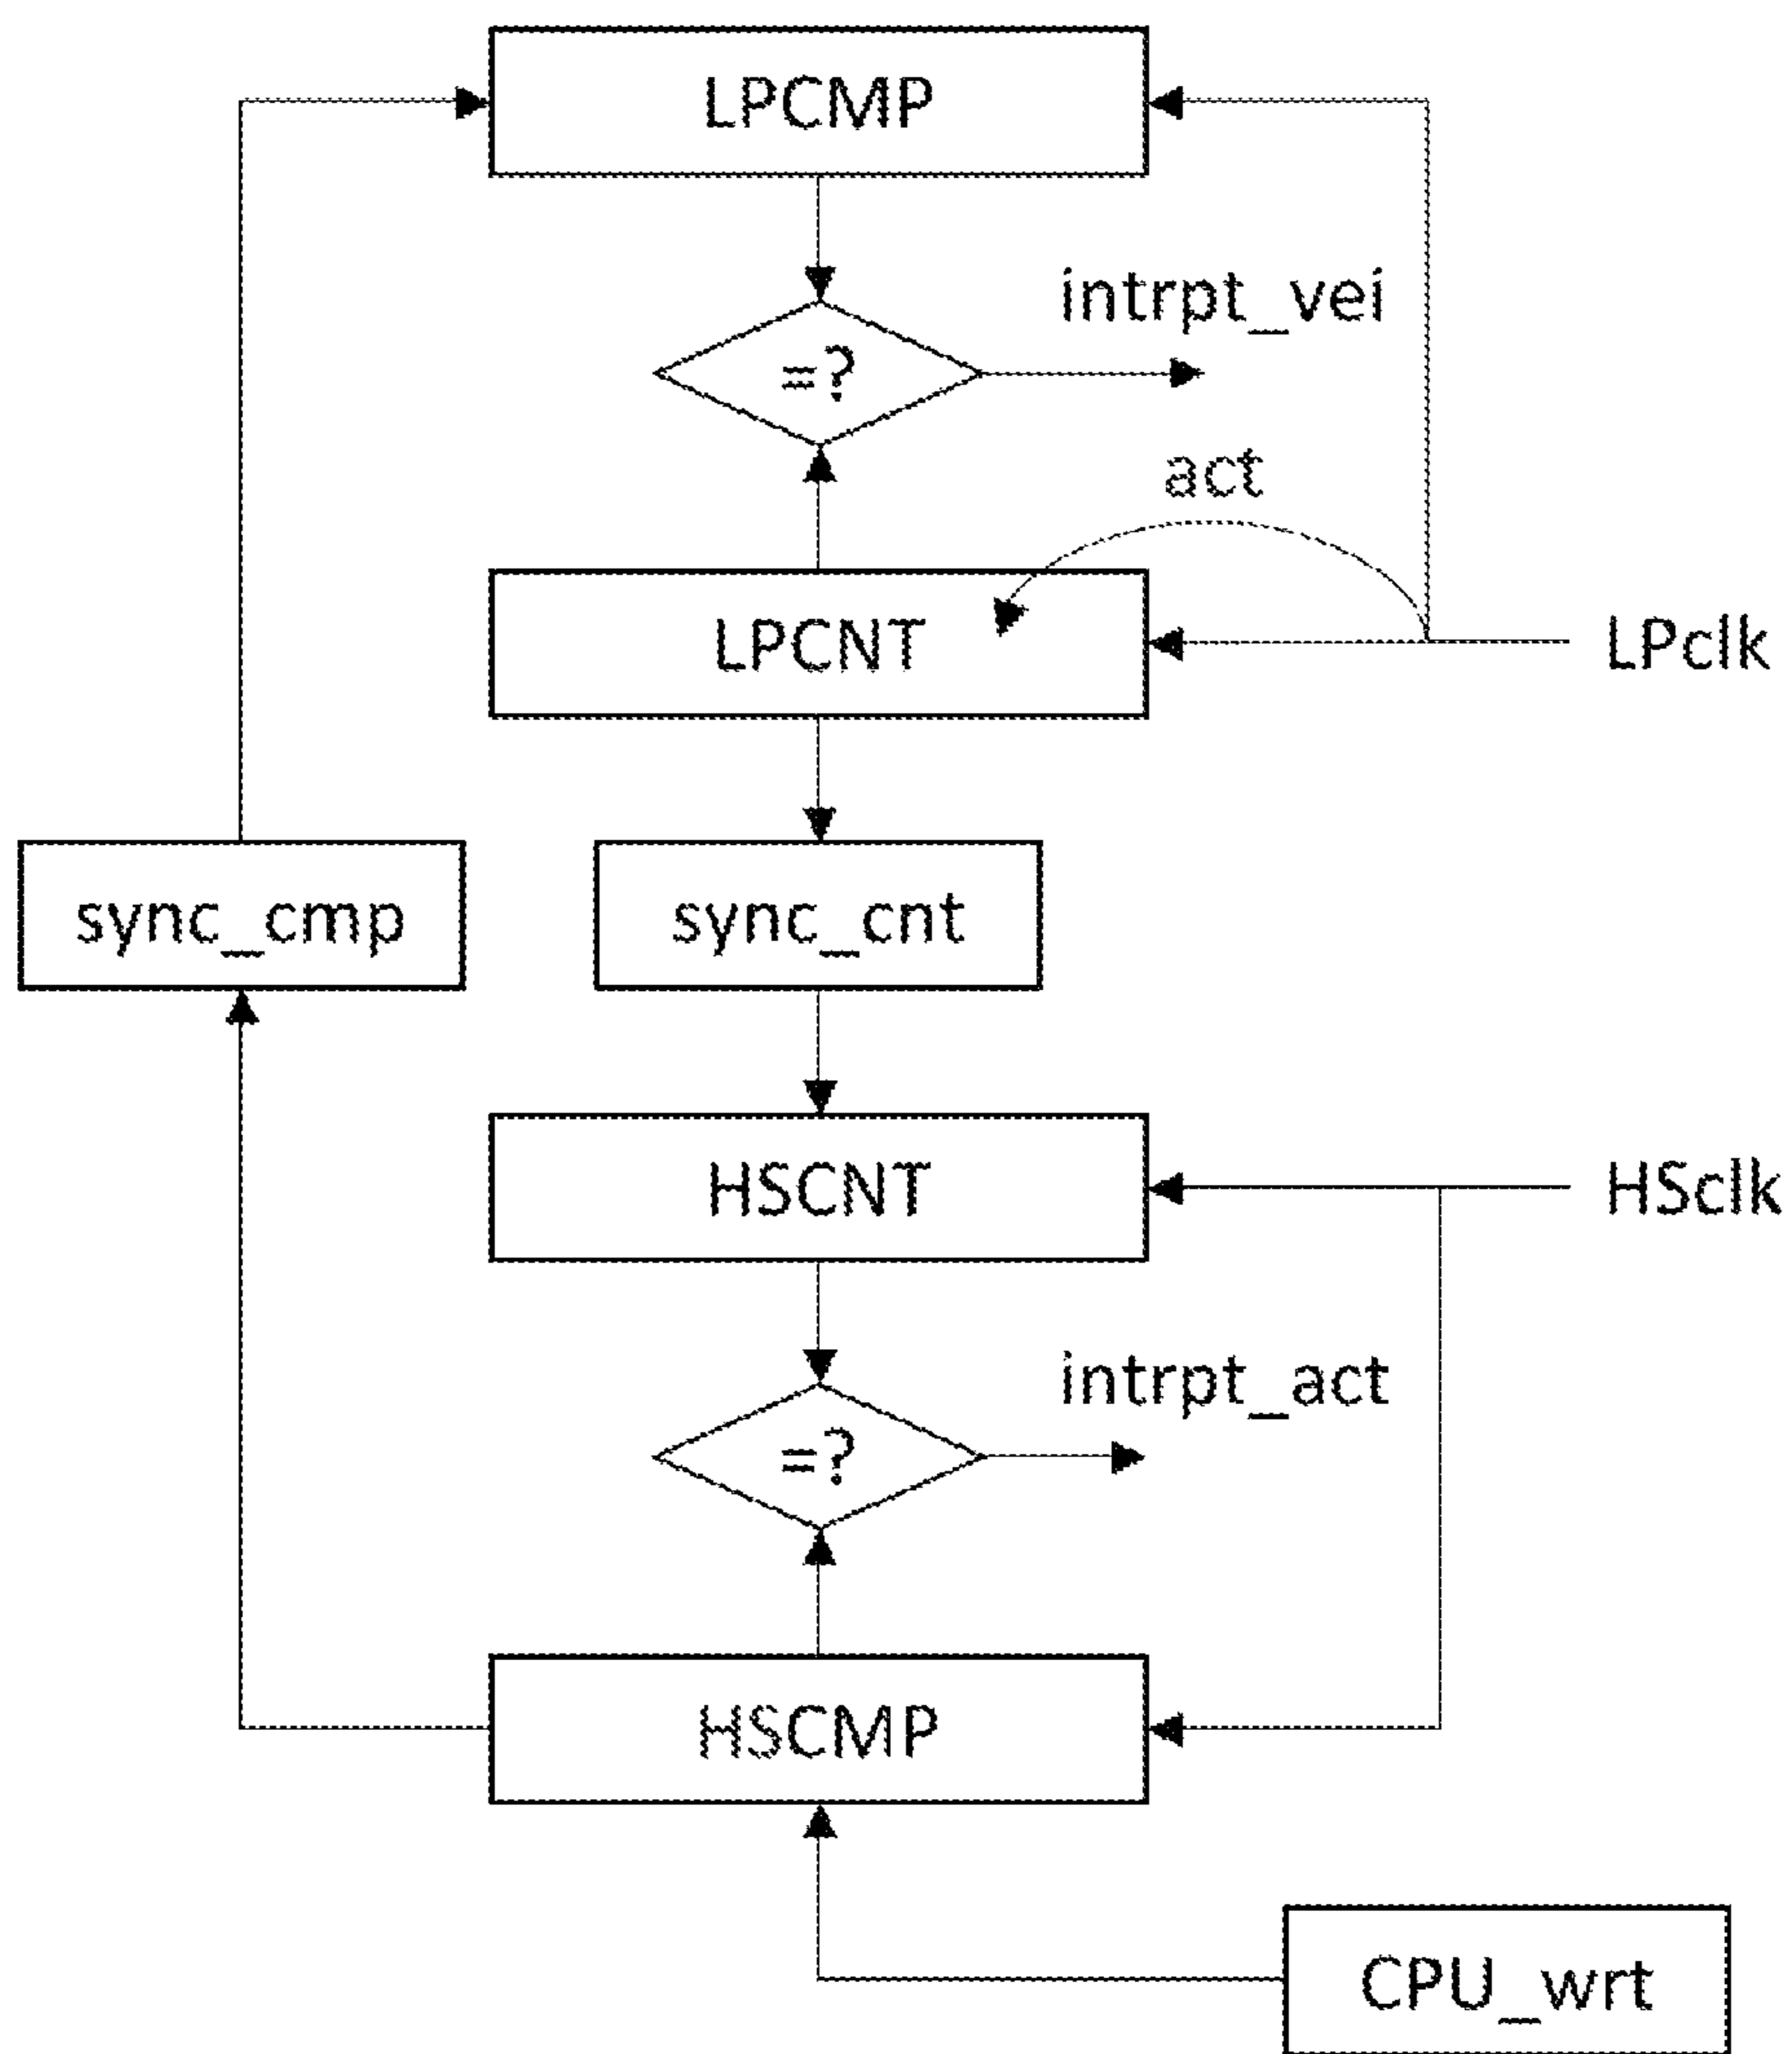 LPCMP
intrpt_vei
=?
act
LPCNT
LPclk
sync_cmp
sync_cnt
HSCNT
HSclk
intrpt_act
=?
HSCMP
CPU_wrt